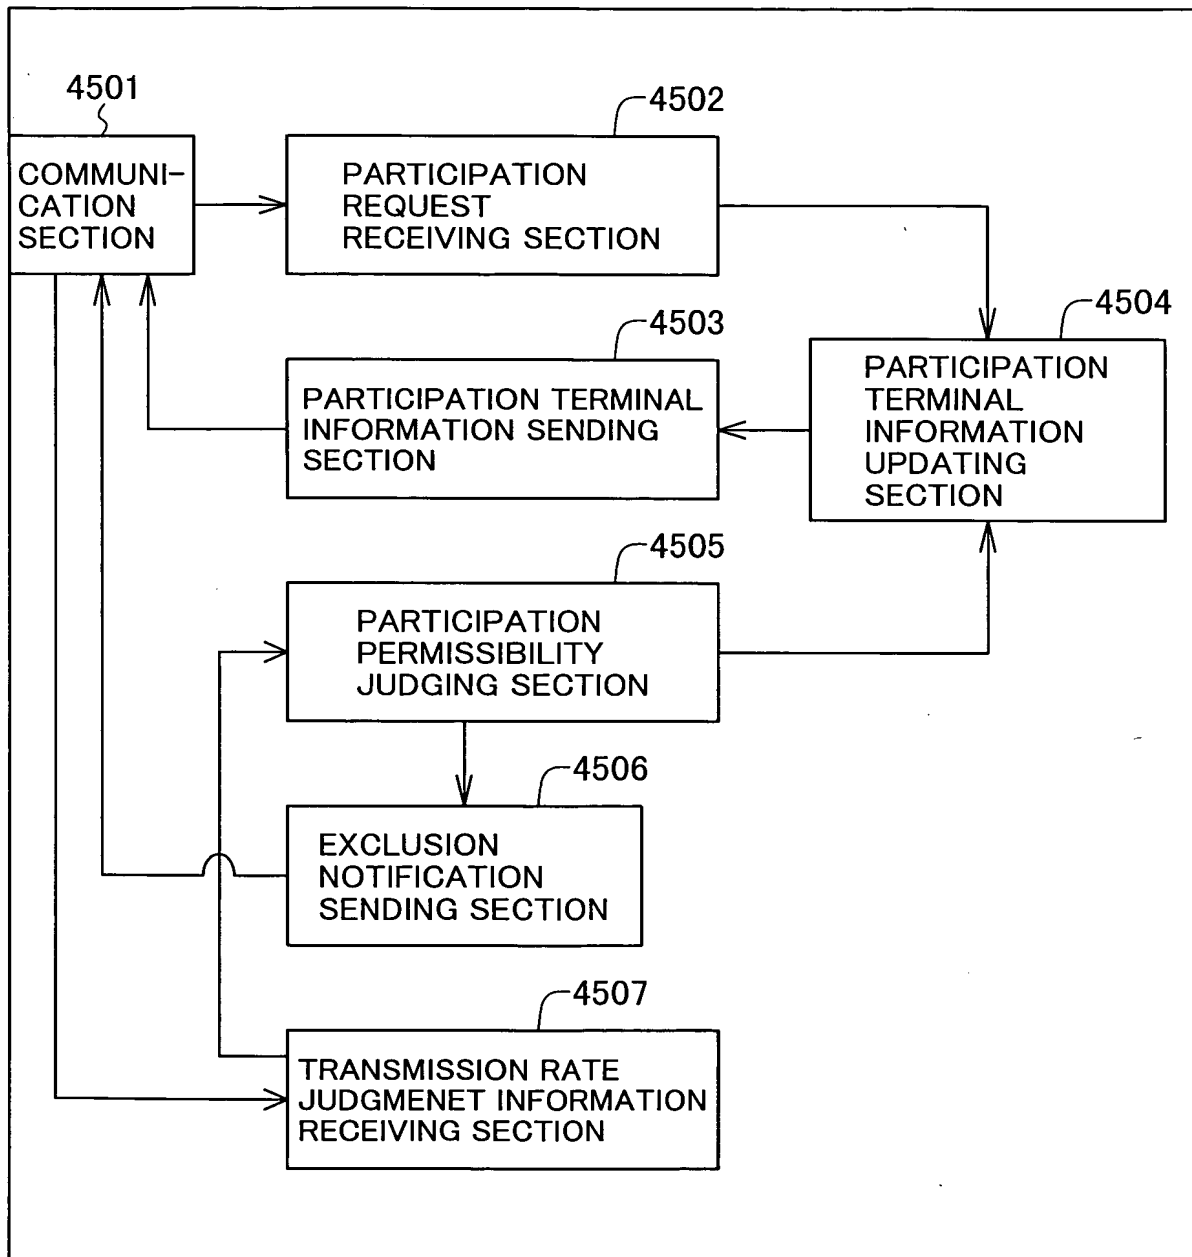 4501
COMMUNI-
CATION
SECTION
4502
PARTICIPATION
REQUEST
RECEIVING SECTION
4503
PARTICIPATION TERMINAL
INFORMATION SENDING
SECTION
4504
PARTICIPATION
TERMINAL
INFORMATION
UPDATING
SECTION
4505
PARTICIPATION
PERMISSIBILITY
JUDGING SECTION
4506
EXCLUSION
NOTIFICATION
SENDING SECTION
4507
TRANSMISSION RATE
JUDGMENET INFORMATION
RECEIVING SECTION